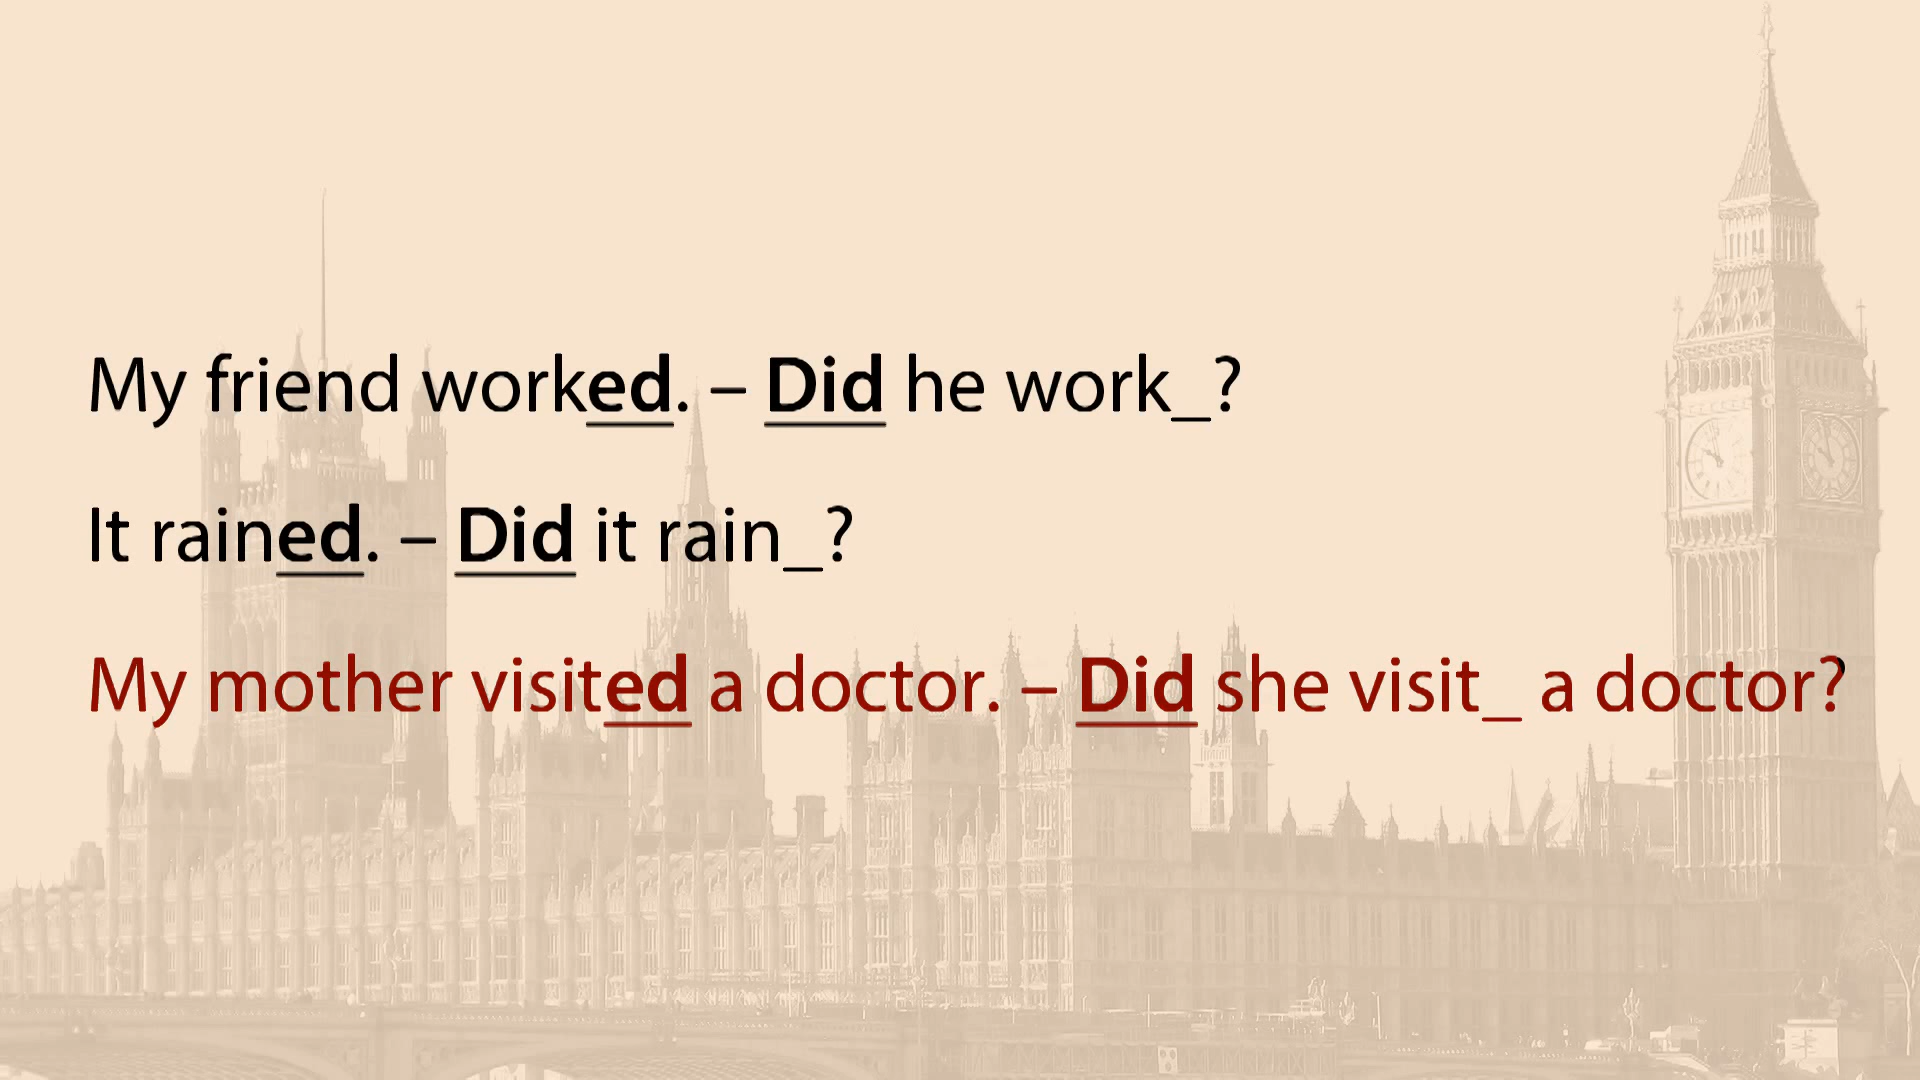 My friend worked. – Did he work_?
It rained. – Did it rain_?
My mother visited a doctor. – Did she visit_ a doctor?